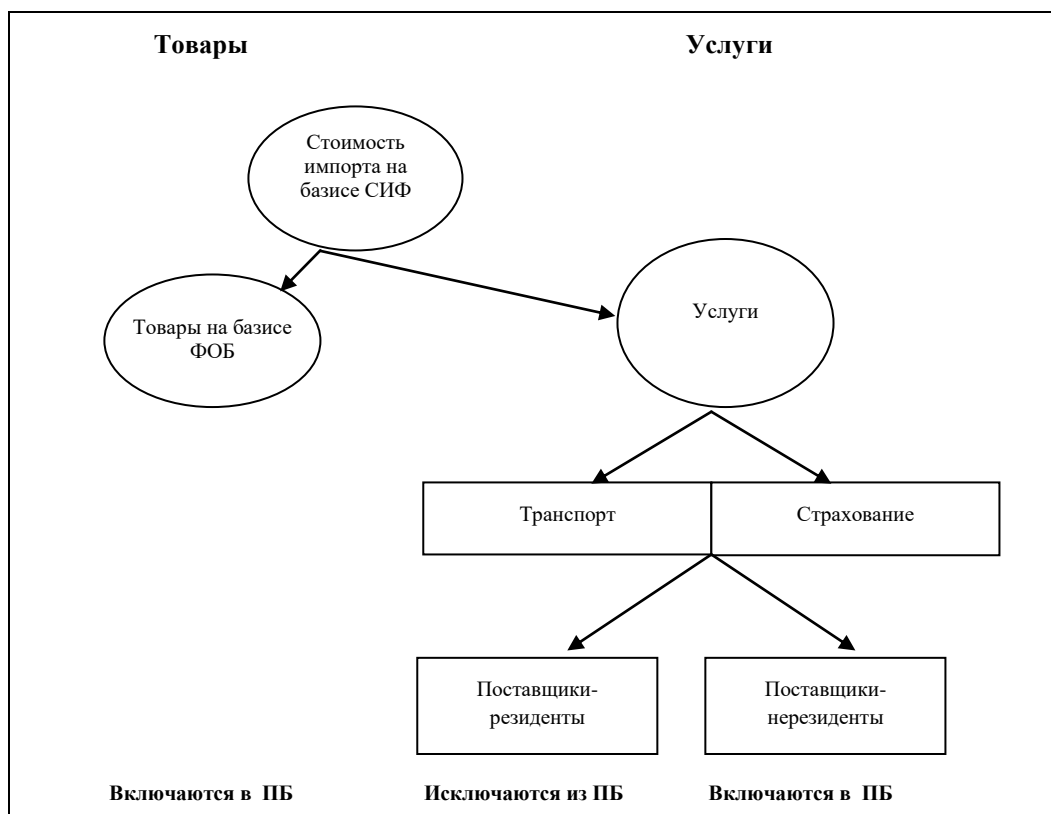 Товары
Услуги
Стоимость
импорта на
базисе СИФ
Товары на базисе
ФОБ
Услуги
Транспорт
Страхование
Поставщики-
резиденты
Поставщики-
нерезиденты
Включаются в ПБ
Исключаются из ПБ
Включаются в ПБ